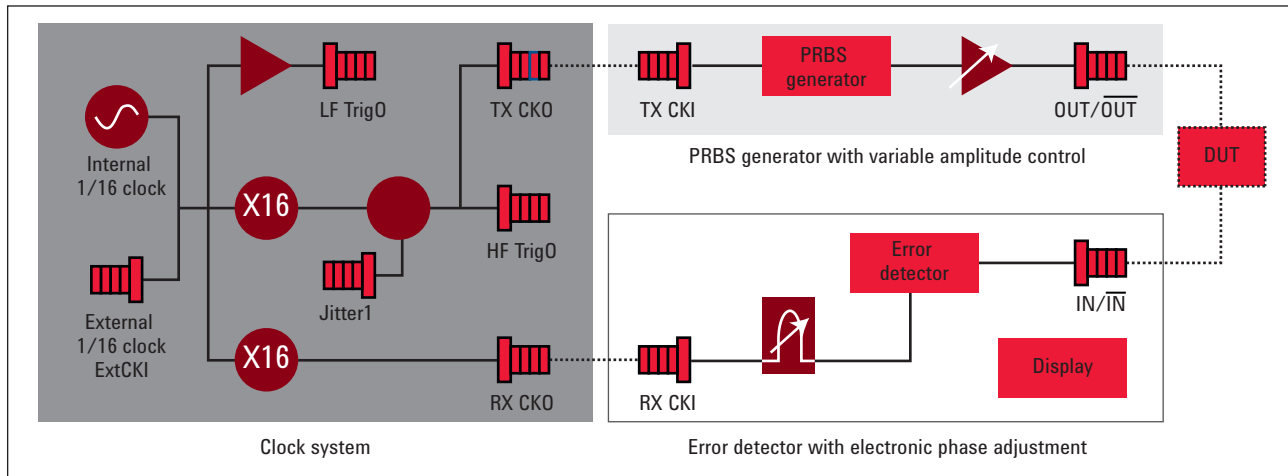 Internal
1/16 clock
External
1/16 clock
ExtCKI
LF TrigO
X16
Jitter1
X16
TX CKO
HF TrigO
RX CKO
Clock system
TX CKI
PRBS
generator
OUT/O̅U̅T̅
PRBS generator with variable amplitude control
DUT
Error
detector
IN/I̅N̅
RX CKI
Display
Error detector with electronic phase adjustment